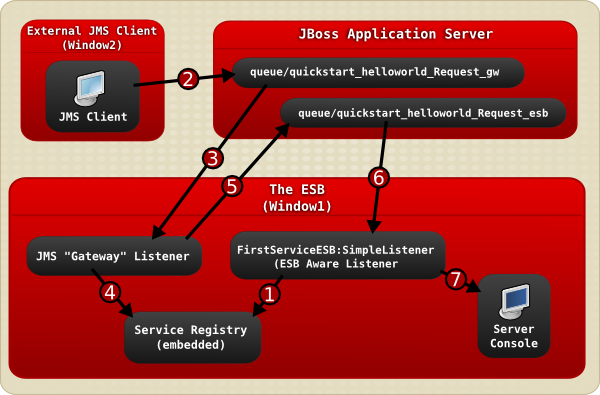 External JMS Client
(Window2)
JMS Client
JBoss Application Server
queue/quickstart_helloworld_Request_gw
queue/quickstart_helloworld_Request_esb
2
3
5
6
The ESB
(Window1)
JMS "Gateway" Listener
FirstServiceESB:SimpleListener
(ESB Aware Listener
4
1
7
Service Registry
(embedded)
Server
Console